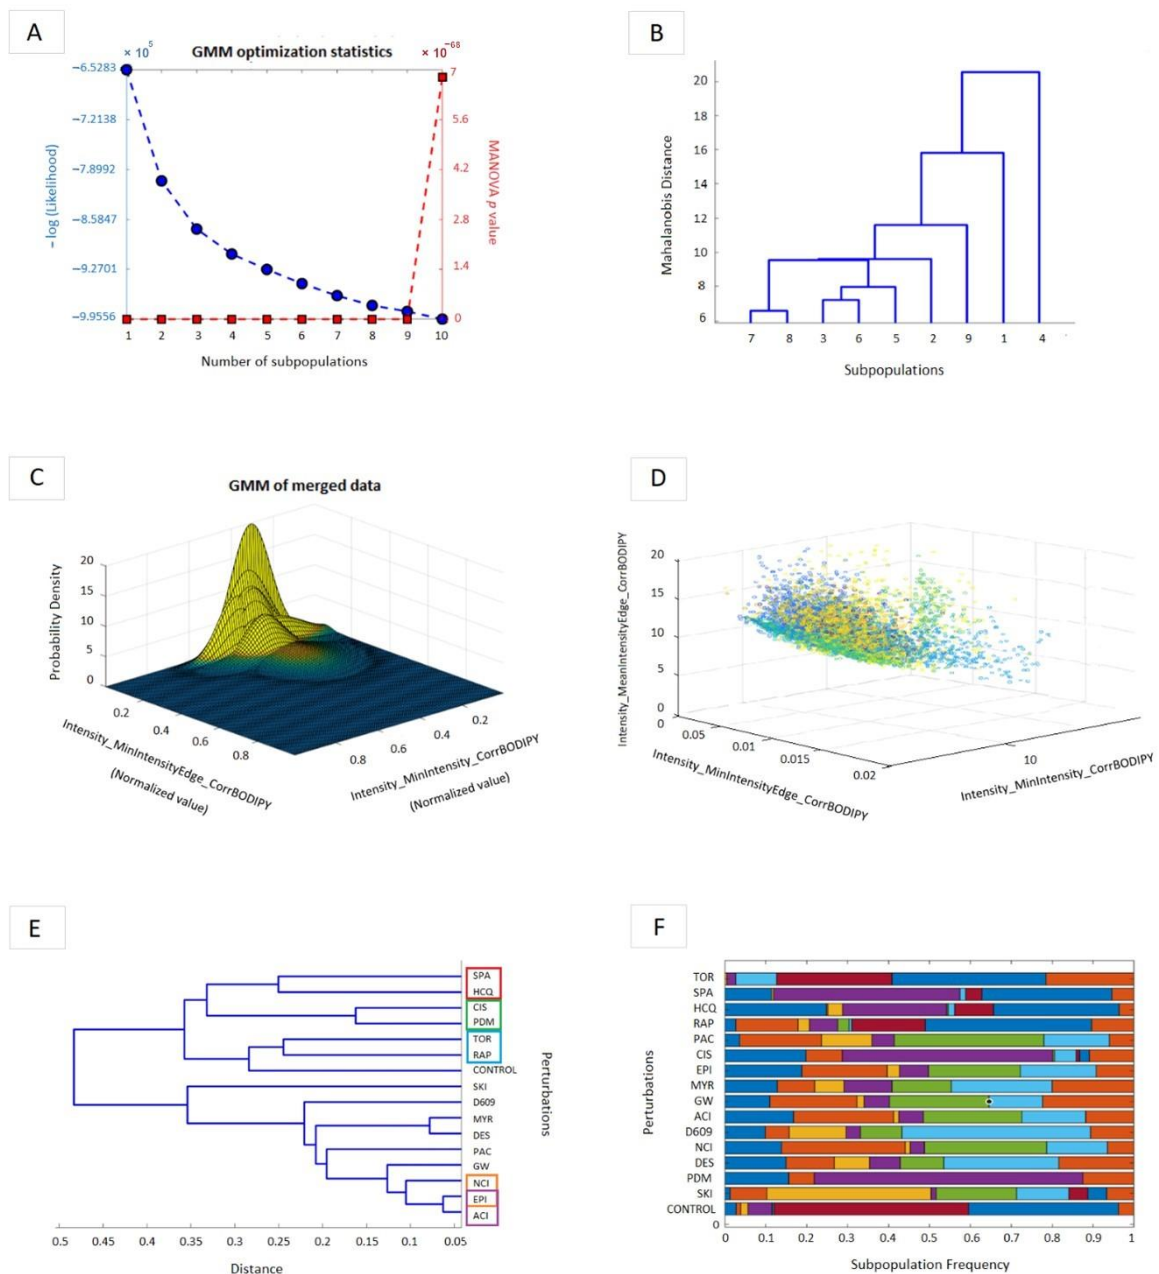 A
GMM optimization statistics
× 10⁵
× 10⁻⁶⁸
−6.5283
−7.2138
−7.8992
−8.5847
−9.2701
−9.9556
− log (Likelihood)
7
5.6
4.2
2.8
1.4
0
MANOVA p value
1 2 3 4 5 6 7 8 9 10
Number of subpopulations
B
20
18
16
14
12
10
8
6
Mahalanobis Distance
7 8 3 6 5 2 9 1 4
Subpopulations
C
GMM of merged data
20
15
10
5
0
Probability Density
0.2
0.4
0.6
0.8
Intensity_MinIntensityEdge_CorrBODIPY
(Normalized value)
0.2
0.4
0.6
0.8
Intensity_MinIntensity_CorrBODIPY
(Normalized value)
D
20
15
10
5
0
Intensity_MeanIntensityEdge_CorrBODIPY
0
0.05
0.01
0.015
0.02
Intensity_MinIntensityEdge_CorrBODIPY
10
Intensity_MinIntensity_CorrBODIPY
E
SPA
HCQ
CIS
PDM
TOR
RAP
CONTROL
SKI
D609
MYR
DES
PAC
GW
NCI
EPI
ACI
Perturbations
0.5 0.45 0.4 0.35 0.3 0.25 0.2 0.15 0.1 0.05
Distance
F
TOR
SPA
HCQ
RAP
PAC
CIS
EPI
MYR
GW
ACI
D609
NCI
DES
PDM
SKI
CONTROL
0
Perturbations
0 0.1 0.2 0.3 0.4 0.5 0.6 0.7 0.8 0.9 1
Subpopulation Frequency